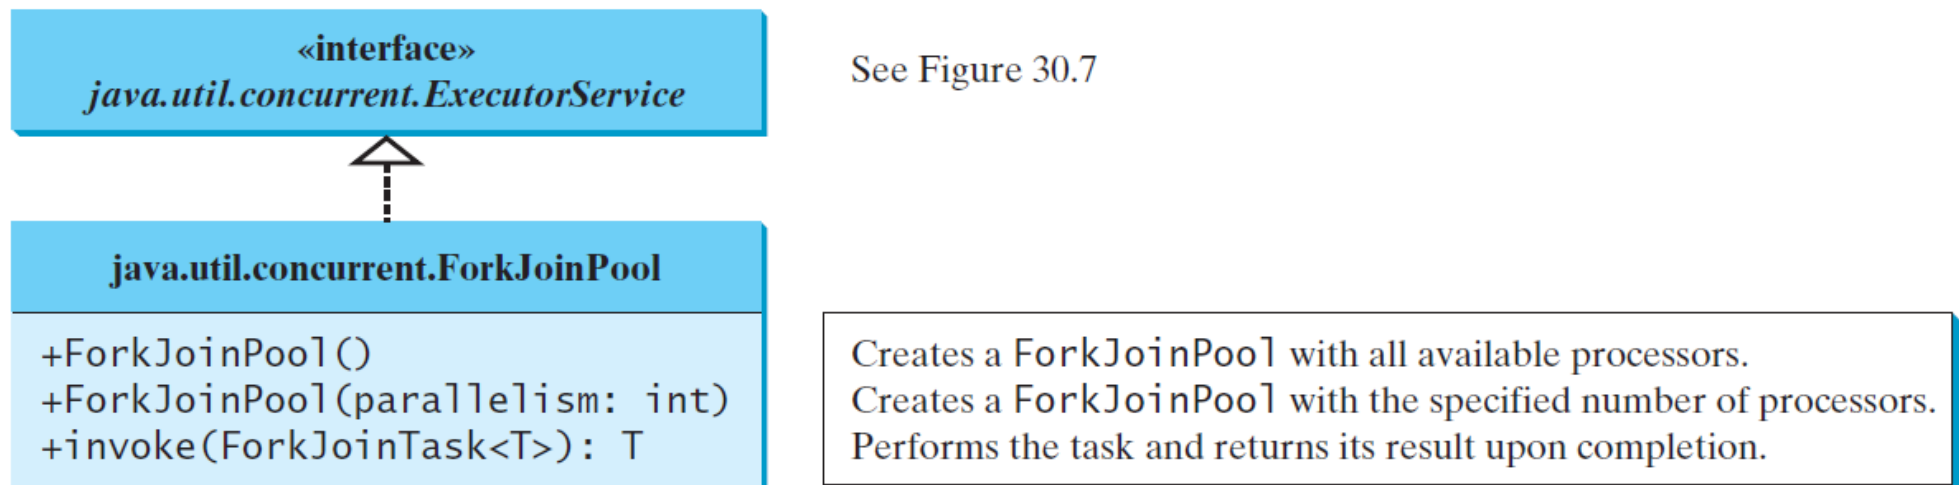 «interface»
java.util.concurrent.ExecutorService
See Figure 30.7
java.util.concurrent.ForkJoinPool
+ForkJoinPool()
+ForkJoinPool(parallelism: int)
+invoke(ForkJoinTask<T>): T
Creates a ForkJoinPool with all available processors.
Creates a ForkJoinPool with the specified number of processors.
Performs the task and returns its result upon completion.